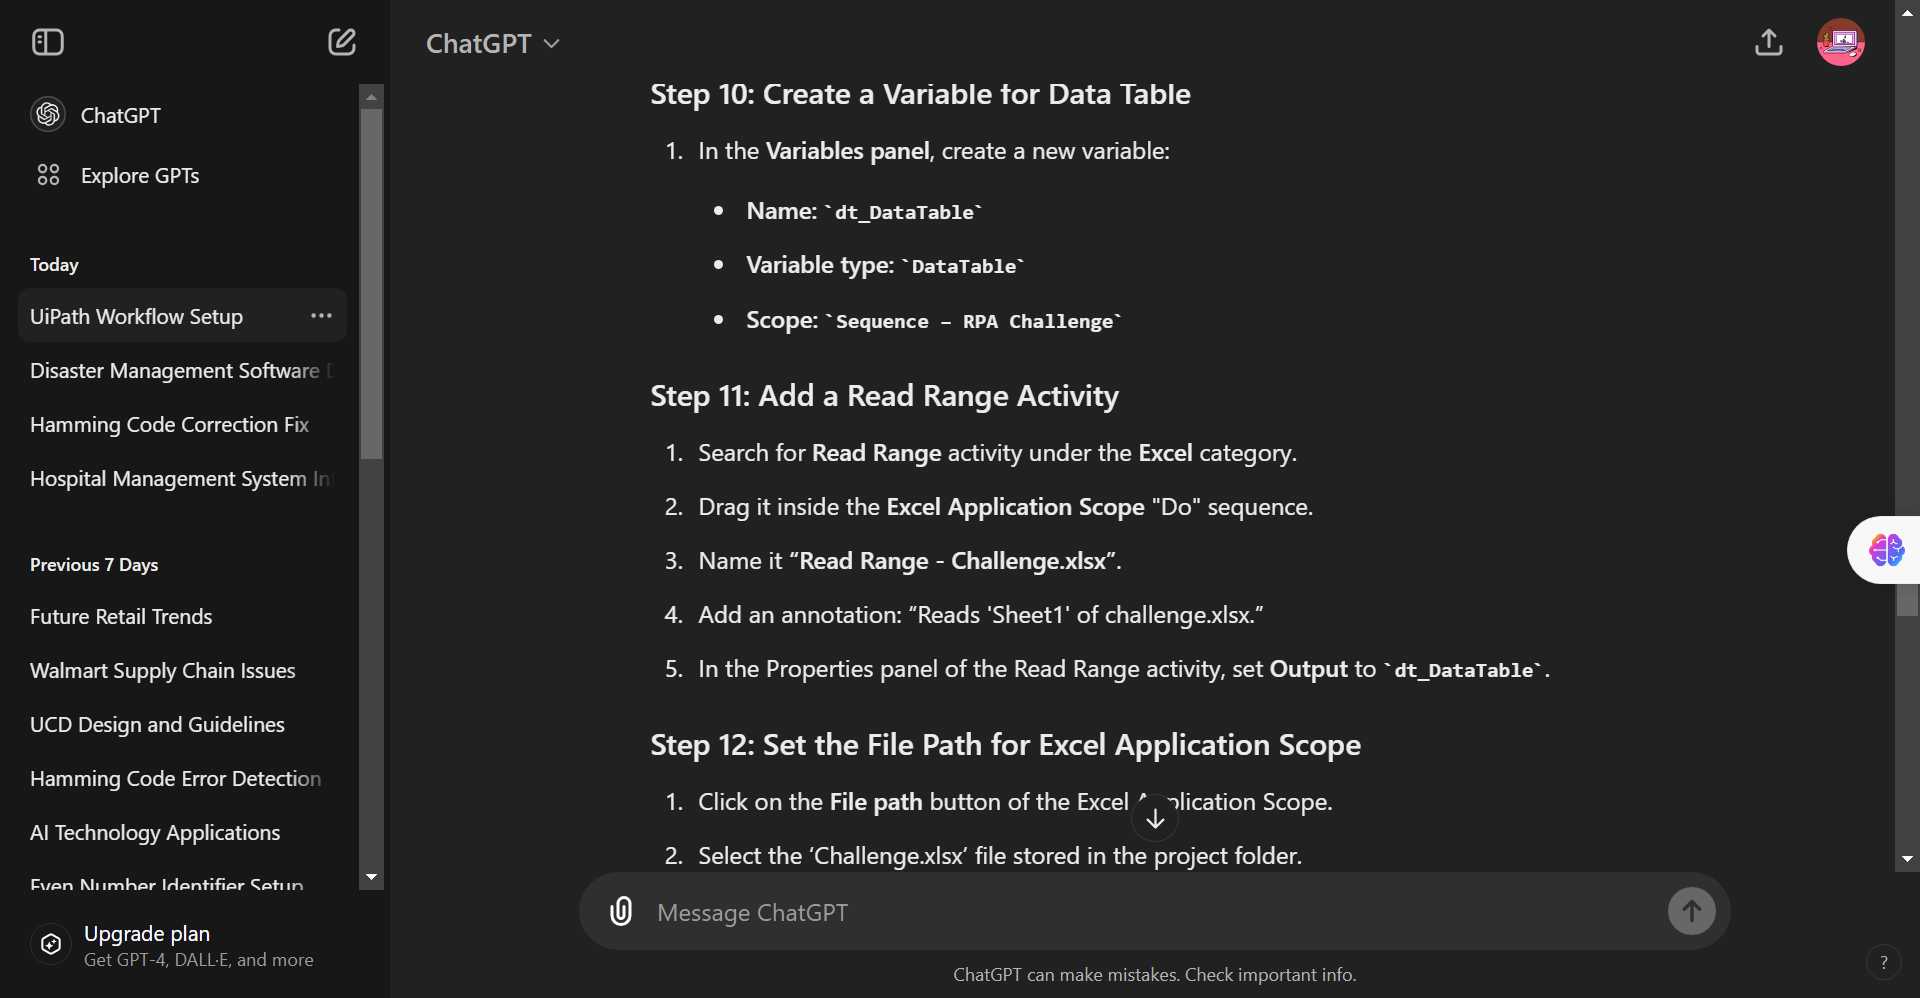 ChatGPT
Explore GPTs
Today
UiPath Workflow Setup
Disaster Management Software
Hamming Code Correction Fix
Hospital Management System
Previous 7 Days
Future Retail Trends
Walmart Supply Chain Issues
UCD Design and Guidelines
Hamming Code Error Detection
AI Technology Applications
Even Number Identifier Setup
Upgrade plan
Get GPT-4, DALL·E, and more
ChatGPT
Step 10: Create a Variable for Data Table
1. In the Variables panel, create a new variable:
• Name: `dt_DataTable`
• Variable type: `DataTable`
• Scope: `Sequence – RPA Challenge`
Step 11: Add a Read Range Activity
1. Search for Read Range activity under the Excel category.
2. Drag it inside the Excel Application Scope "Do" sequence.
3. Name it “Read Range - Challenge.xlsx”.
4. Add an annotation: “Reads 'Sheet1' of challenge.xlsx.”
5. In the Properties panel of the Read Range activity, set Output to `dt_DataTable`.
Step 12: Set the File Path for Excel Application Scope
1. Click on the File path button of the Excel Application Scope.
2. Select the ‘Challenge.xlsx’ file stored in the project folder.
Message ChatGPT
ChatGPT can make mistakes. Check important info.
?